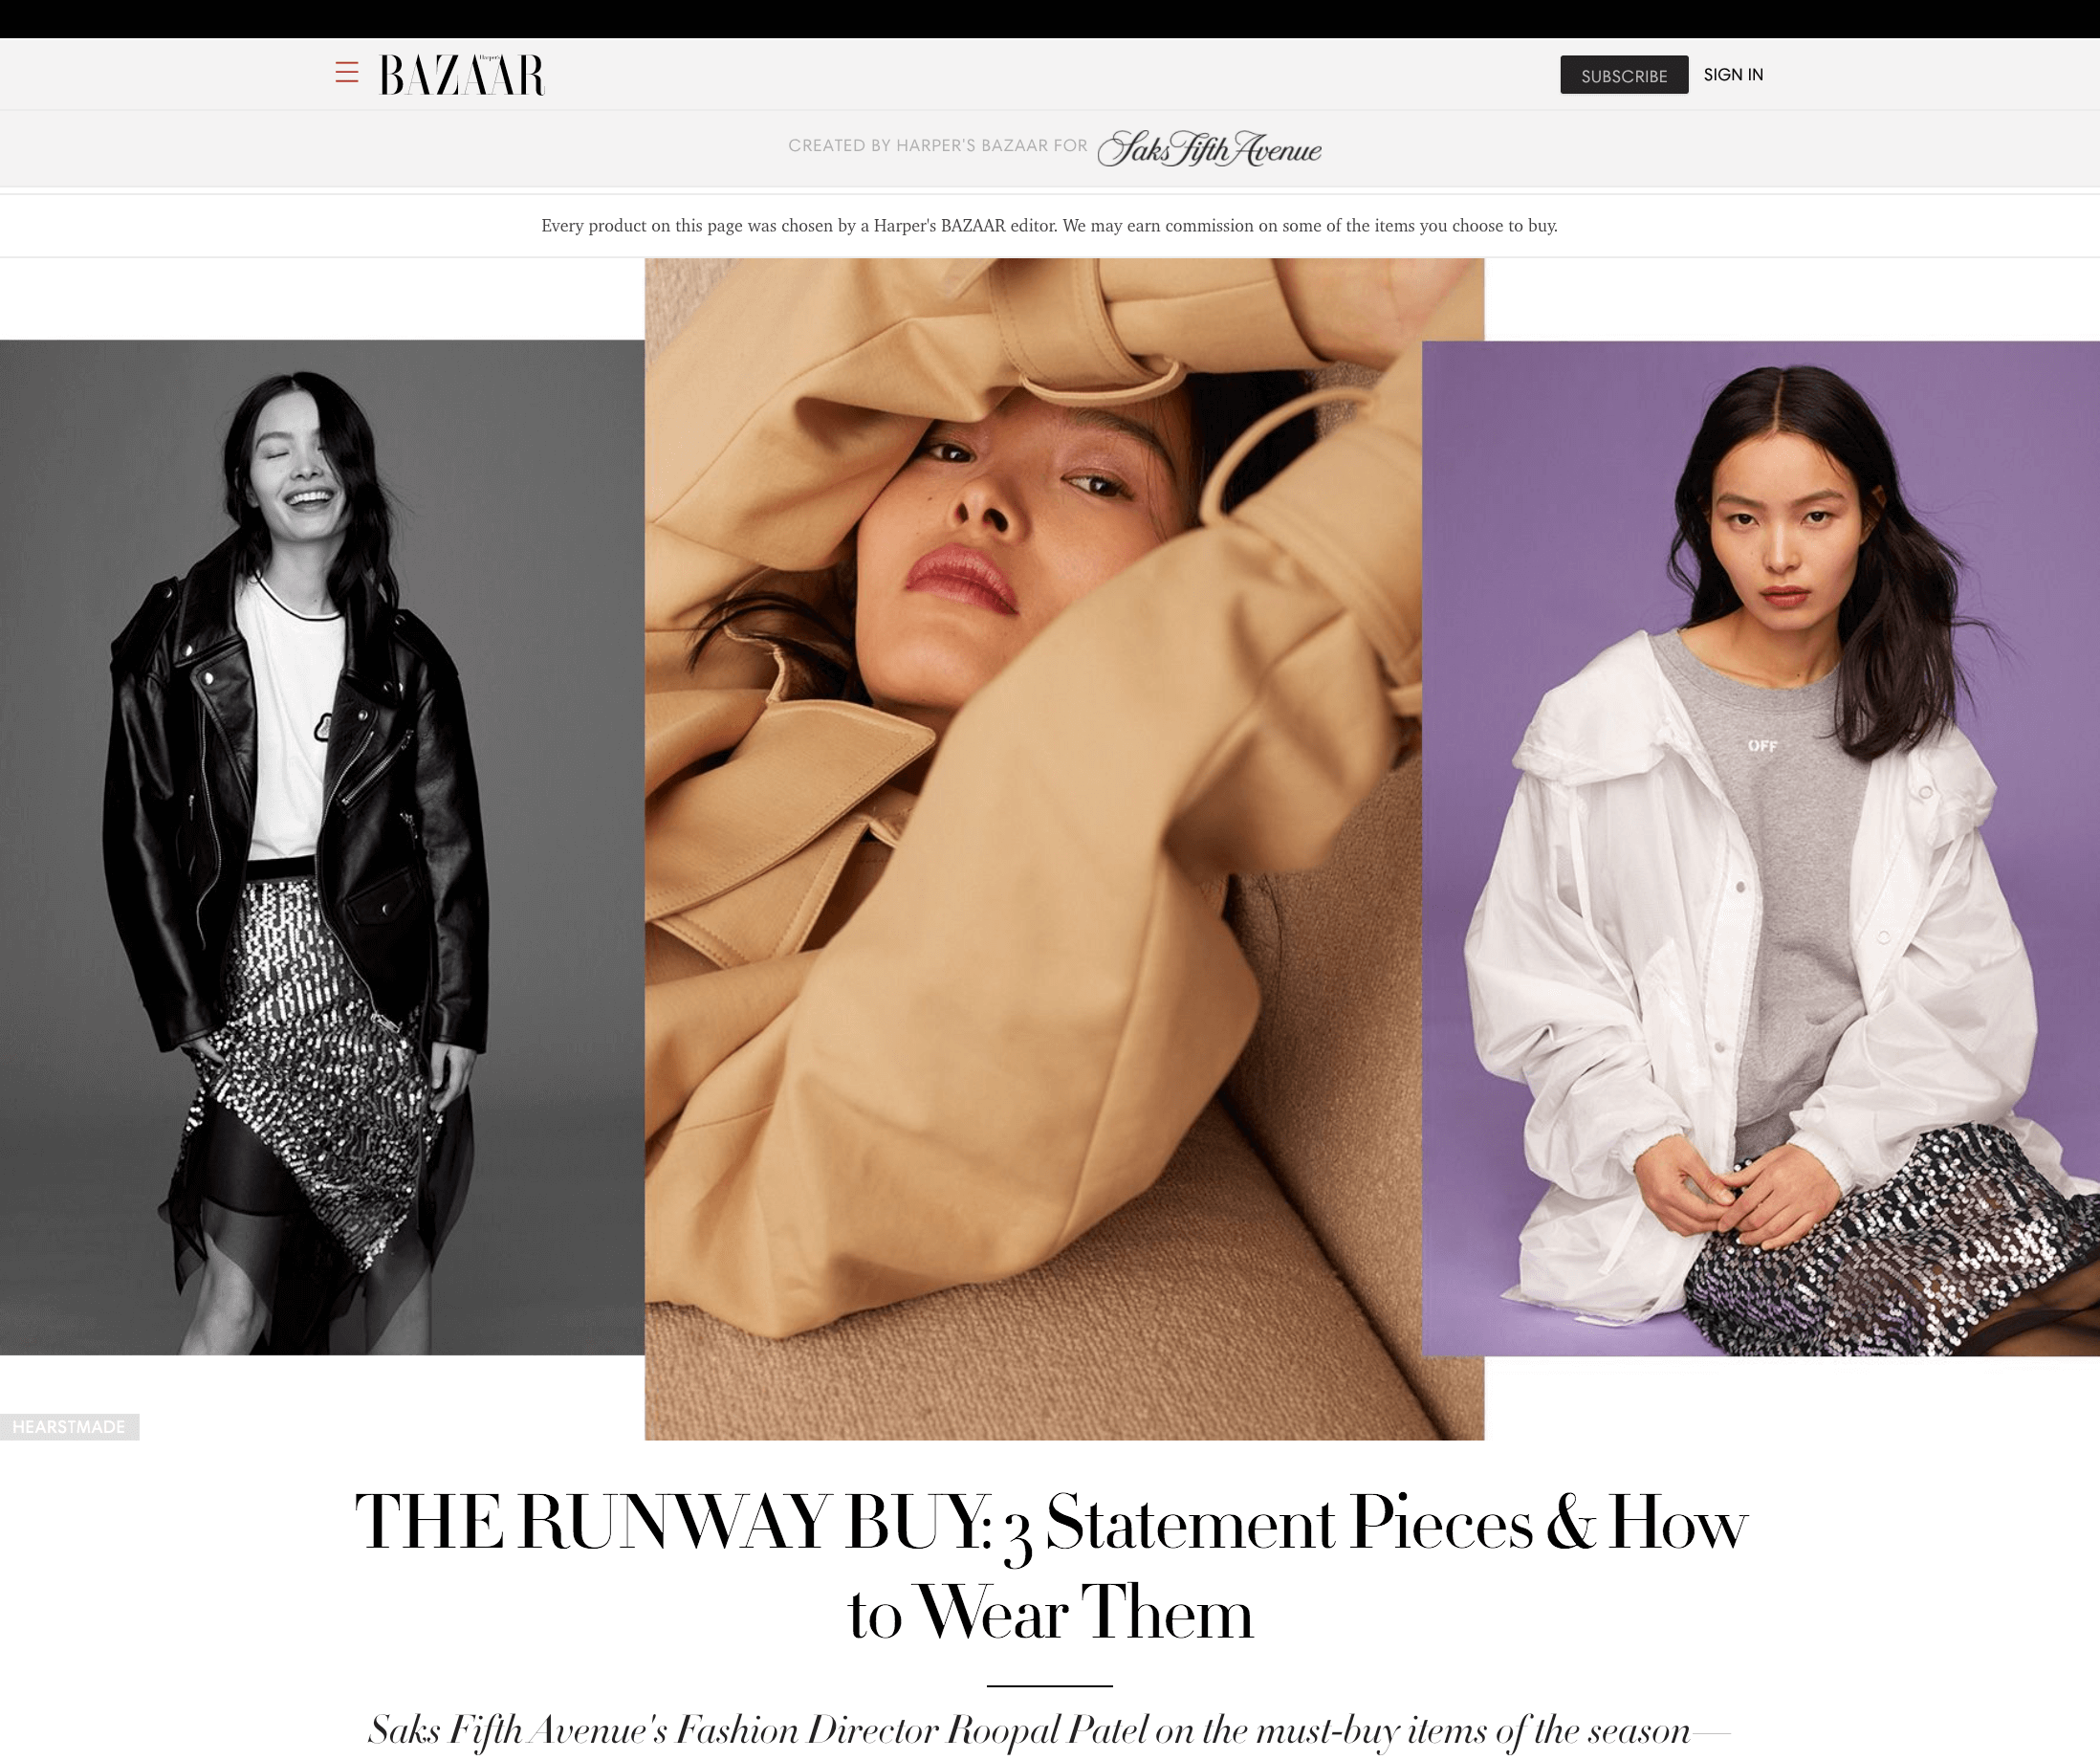 Harper's
BAZAAR
SUBSCRIBE
SIGN IN
CREATED BY HARPER'S BAZAAR FOR Saks Fifth Avenue
Every product on this page was chosen by a Harper's BAZAAR editor. We may earn commission on some of the items you choose to buy.
OFF
HEARSTMADE
THE RUNWAY BUY: 3 Statement Pieces & How
to Wear Them
Saks Fifth Avenue's Fashion Director Roopal Patel on the must-buy items of the season—